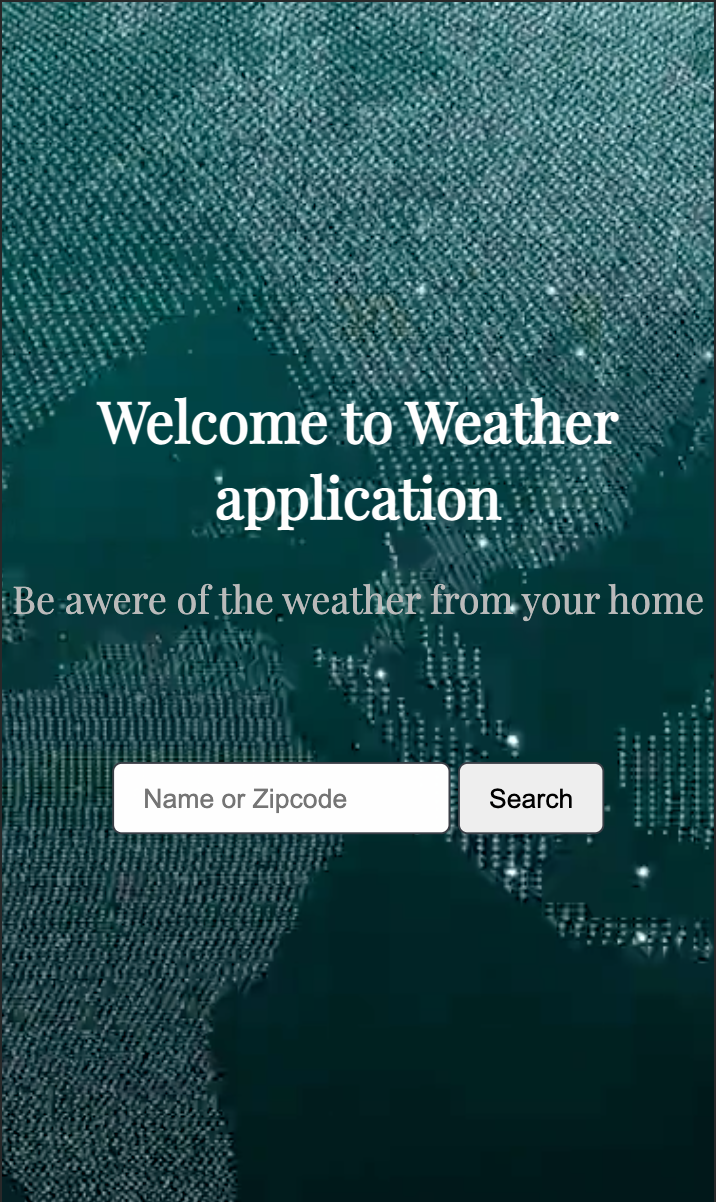 Welcome to Weather
application
Be awere of the weather from your home
Name or Zipcode
Search